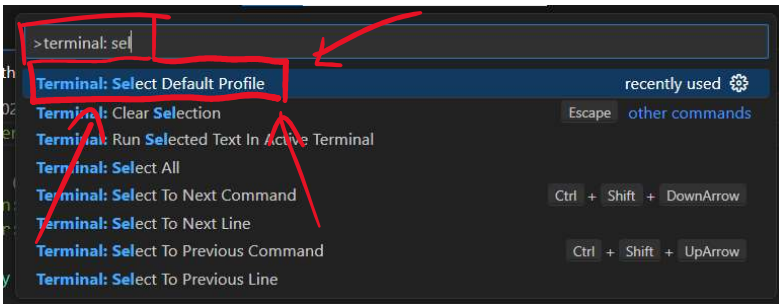 >terminal: sel
Terminal: Select Default Profile recently used
Terminal: Clear Selection Escape other commands
Terminal: Run Selected Text In Active Terminal
Terminal: Select All
Terminal: Select To Next Command Ctrl + Shift + DownArrow
Terminal: Select To Next Line
Terminal: Select To Previous Command Ctrl + Shift + UpArrow
Terminal: Select To Previous Line